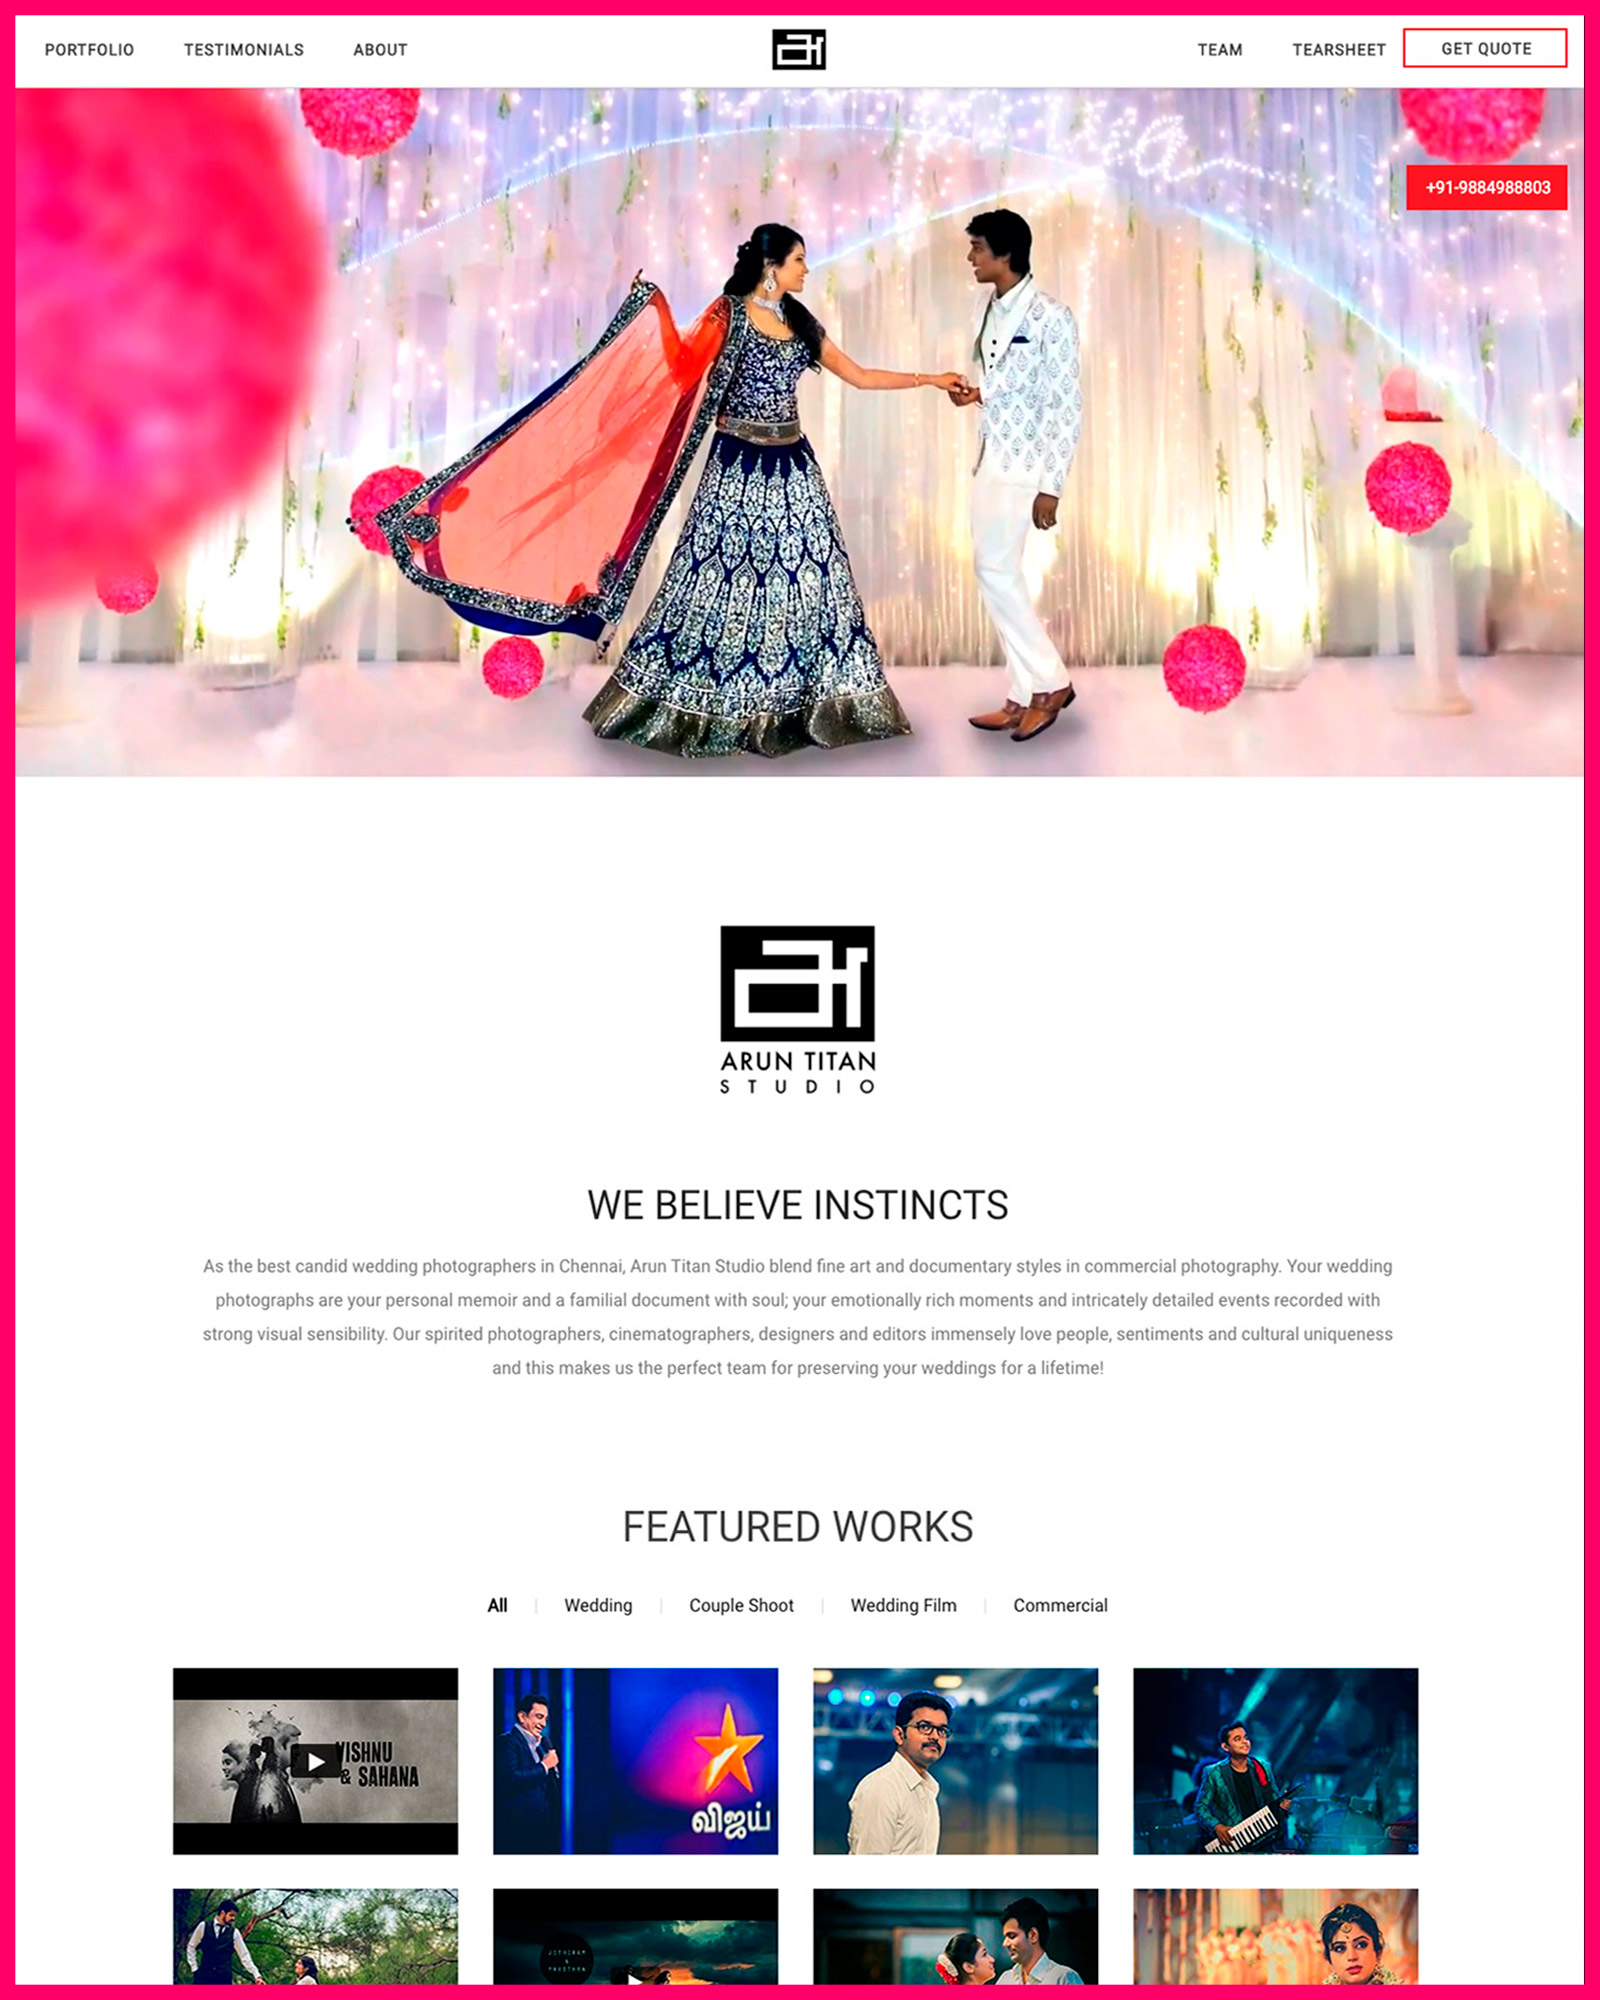 PORTFOLIO TESTIMONIALS ABOUT TEAM TEARSHEET GET QUOTE
+91-9884988803
ARUN TITAN
STUDIO
WE BELIEVE INSTINCTS
As the best candid wedding photographers in Chennai, Arun Titan Studio blend fine art and documentary styles in commercial photography. Your wedding
photographs are your personal memoir and a familial document with soul; your emotionally rich moments and intricately detailed events recorded with
strong visual sensibility. Our spirited photographers, cinematographers, designers and editors immensely love people, sentiments and cultural uniqueness
and this makes us the perfect team for preserving your weddings for a lifetime!
FEATURED WORKS
All | Wedding | Couple Shoot | Wedding Film | Commercial
VISHNU
& SAHANA
விஜய்